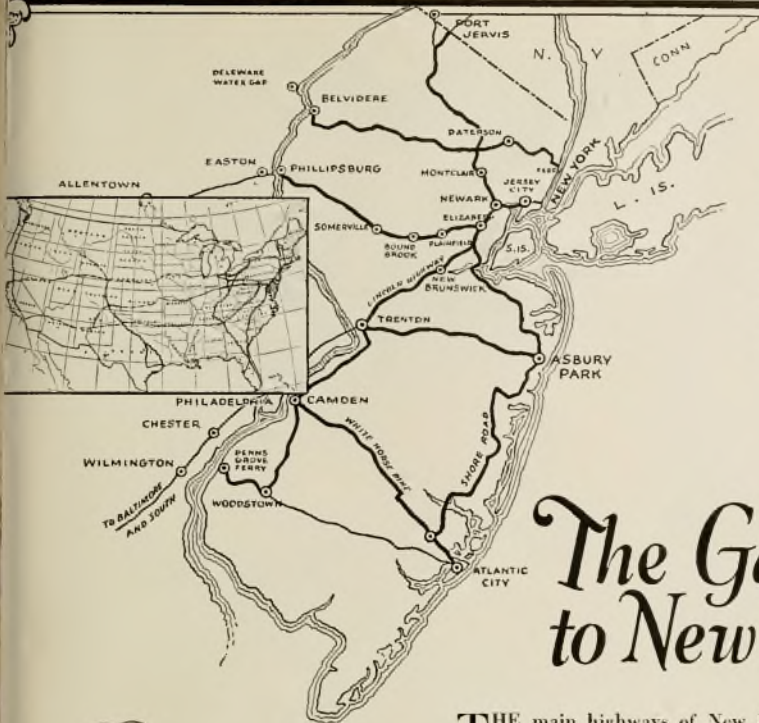 PORT
JERVIS
N. Y
CONN
DELEWARE
WATER GAP
BELVIDERE
PATERSON
EASTON
PHILLIPSBURG
MONTCLAIR
JERSEY
CITY
NEW YORK
ALLENTOWN
NEWARK
L. IS.
ELIZABETH
SOMERVILLE
BOUND
BROOK
PLAINFIELD
S.IS.
LINCOLN HIGHWAY
NEW
BRUNSWICK
TRENTON
ASBURY
PARK
PHILADELPHIA
CAMDEN
CHESTER
WHITE HORSE PIKE
SHORE ROAD
PENNS
GROVE
FERRY
WILMINGTON
WOODSTOWN
TO BALTIMORE
AND SOUTH
ATLANTIC
CITY
The G
to New
THE main highways of New